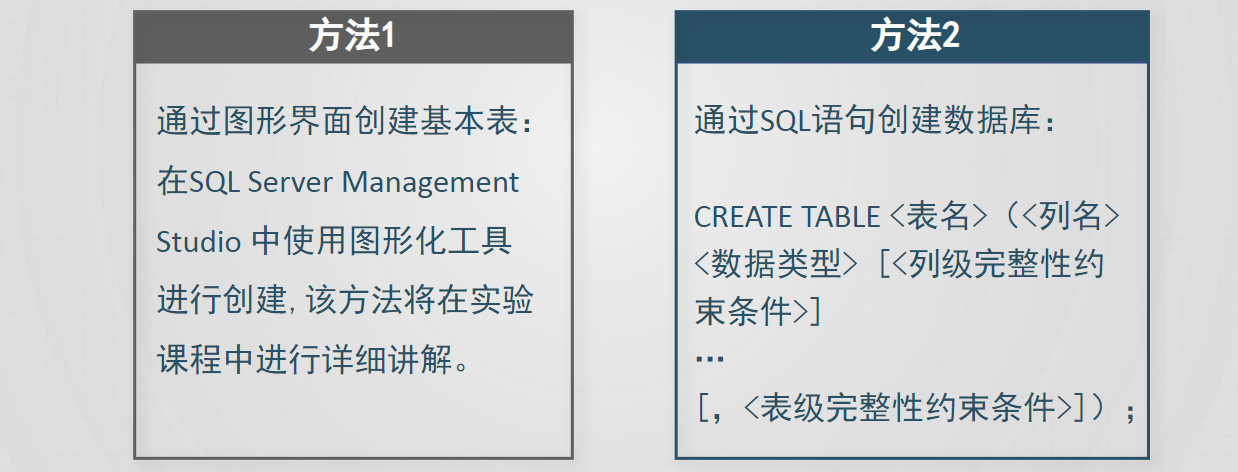 方法1
通过图形界面创建基本表：
在SQL Server Management
Studio 中使用图形化工具
进行创建, 该方法将在实验
课程中进行详细讲解。
方法2
通过SQL语句创建数据库：
CREATE TABLE <表名>（<列名>
<数据类型> [<列级完整性约
束条件>]
…
[，<表级完整性约束条件>]）；